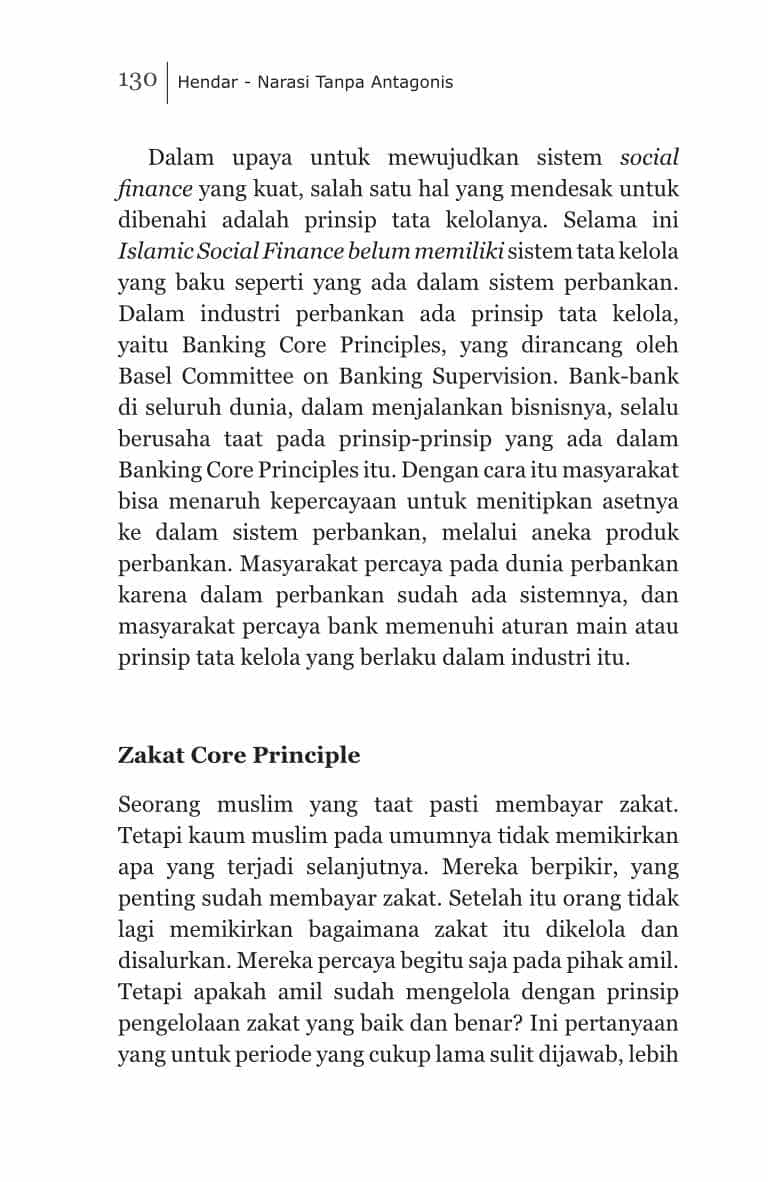 130 Hendar - Narasi Tanpa Antagonis
Dalam upaya untuk mewujudkan sistem social
finance yang kuat, salah satu hal yang mendesak untuk
dibenahi adalah prinsip tata kelolanya. Selama ini
Islamic Social Finance belum memiliki sistem tata kelola
yang baku seperti yang ada dalam sistem perbankan.
Dalam industri perbankan ada prinsip tata kelola,
yaitu Banking Core Principles, yang dirancang oleh
Basel Committee on Banking Supervision. Bank-bank
di seluruh dunia, dalam menjalankan bisnisnya, selalu
berusaha taat pada prinsip-prinsip yang ada dalam
Banking Core Principles itu. Dengan cara itu masyarakat
bisa menaruh kepercayaan untuk menitipkan asetnya
ke dalam sistem perbankan, melalui aneka produk
perbankan. Masyarakat percaya pada dunia perbankan
karena dalam perbankan sudah ada sistemnya, dan
masyarakat percaya bank memenuhi aturan main atau
prinsip tata kelola yang berlaku dalam industri itu.
Zakat Core Principle
Seorang muslim yang taat pasti membayar zakat.
Tetapi kaum muslim pada umumnya tidak memikirkan
apa yang terjadi selanjutnya. Mereka berpikir, yang
penting sudah membayar zakat. Setelah itu orang tidak
lagi memikirkan bagaimana zakat itu dikelola dan
disalurkan. Mereka percaya begitu saja pada pihak amil.
Tetapi apakah amil sudah mengelola dengan prinsip
pengelolaan zakat yang baik dan benar? Ini pertanyaan
yang untuk periode yang cukup lama sulit dijawab, lebih